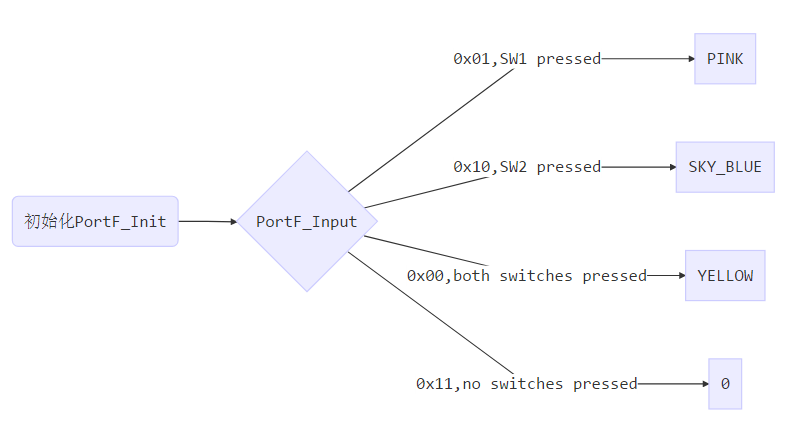 0x01,SW1 pressed
PINK
0x10,SW2 pressed
SKY_BLUE
初始化PortF_Init
PortF_Input
0x00,both switches pressed
YELLOW
0x11,no switches pressed
0